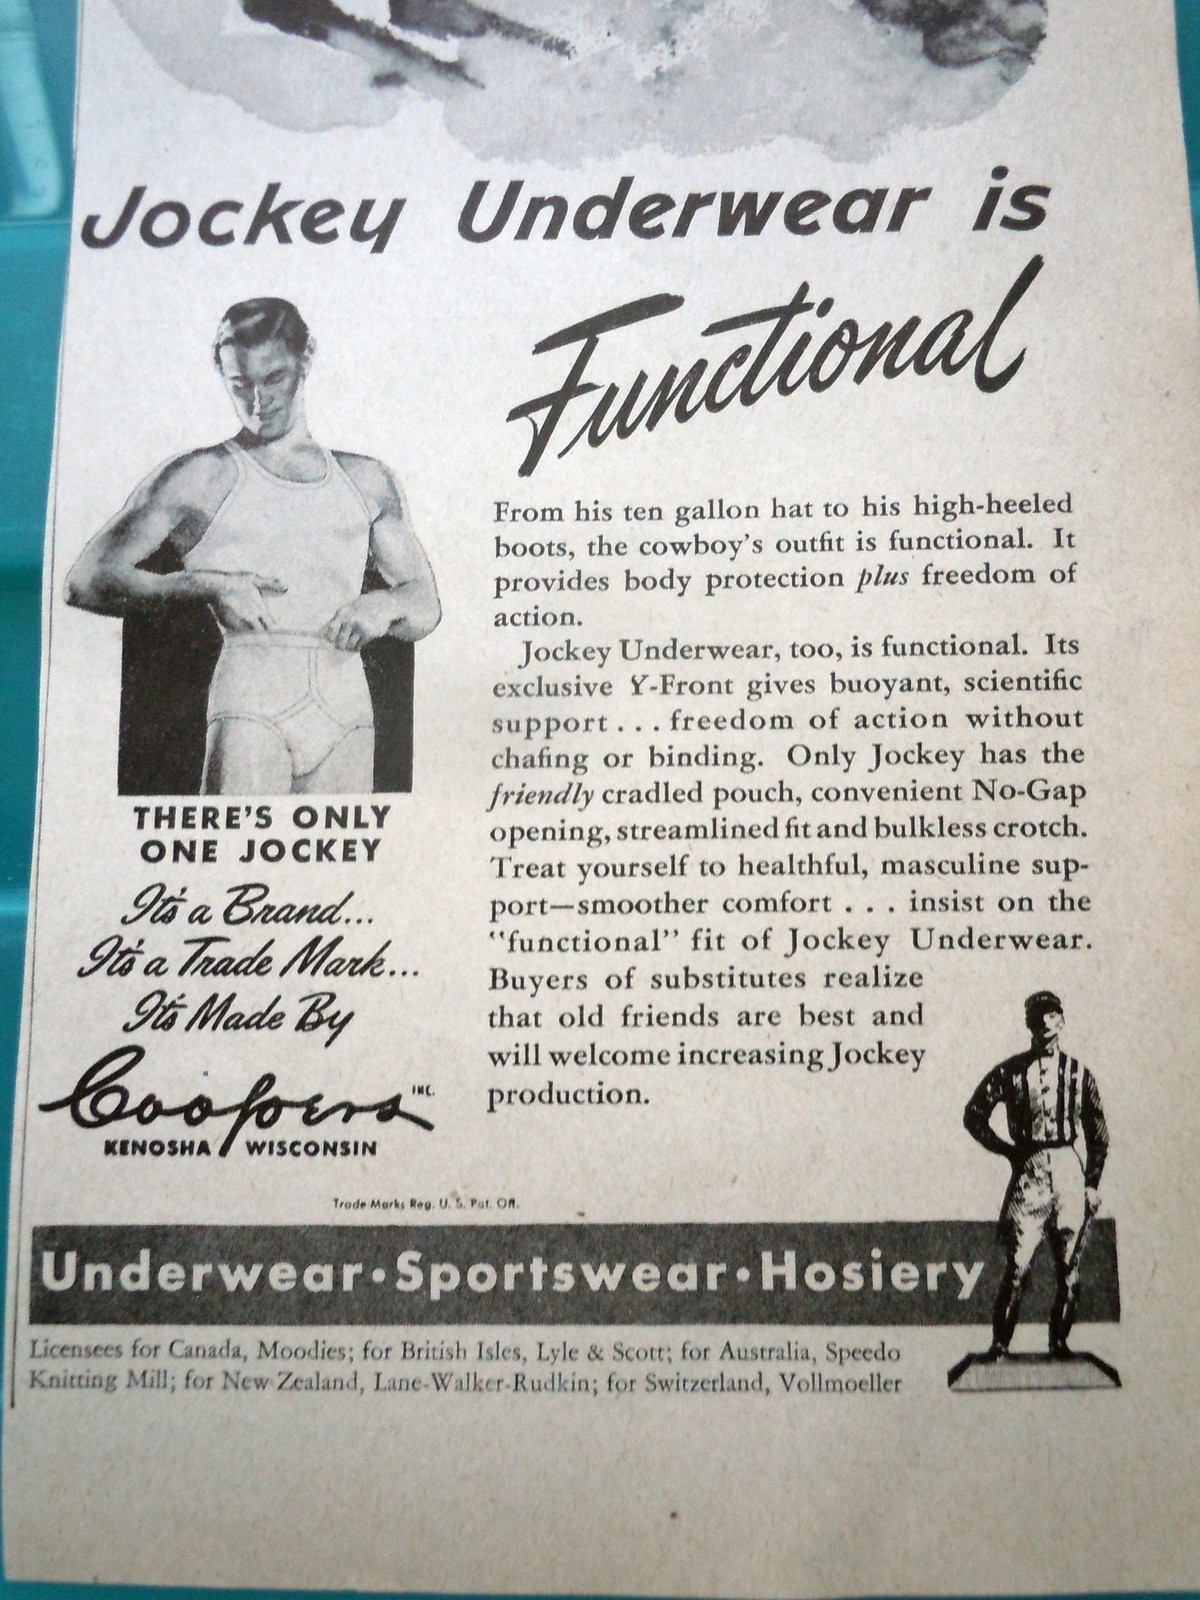 Jockey Underwear is
Functional
From his ten gallon hat to his high-heeled
boots, the cowboy's outfit is functional. It
provides body protection plus freedom of
action.
Jockey Underwear, too, is functional. Its
exclusive Y-Front gives buoyant, scientific
support . . . freedom of action without
chafing or binding. Only Jockey has the
friendly cradled pouch, convenient No-Gap
opening, streamlined fit and bulkless crotch.
Treat yourself to healthful, masculine sup-
port—smoother comfort . . . insist on the
"functional" fit of Jockey Underwear.
Buyers of substitutes realize
that old friends are best and
will welcome increasing Jockey
production.
THERE'S ONLY
ONE JOCKEY
It's a Brand...
It's a Trade Mark...
It's Made By
Coopers INC.
KENOSHA WISCONSIN
Trade Marks Reg. U. S. Pat. Off.
Underwear•Sportswear•Hosiery
Licensees for Canada, Moodies; for British Isles, Lyle & Scott; for Australia, Speedo
Knitting Mill; for New Zealand, Lane-Walker-Rudkin; for Switzerland, Vollmoeller